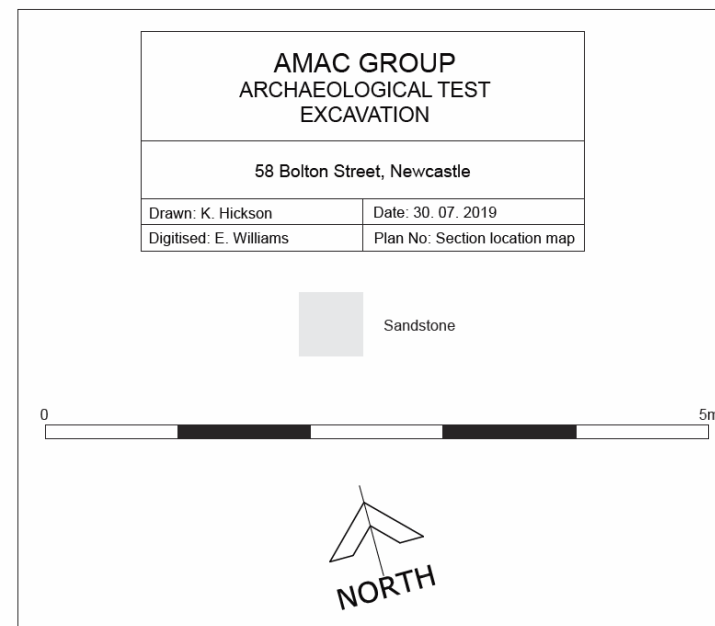 AMAC GROUP
ARCHAEOLOGICAL TEST
EXCAVATION
58 Bolton Street, Newcastle
Drawn: K. Hickson
Date: 30. 07. 2019
Digitised: E. Williams
Plan No: Section location map
Sandstone
0
5m
NORTH